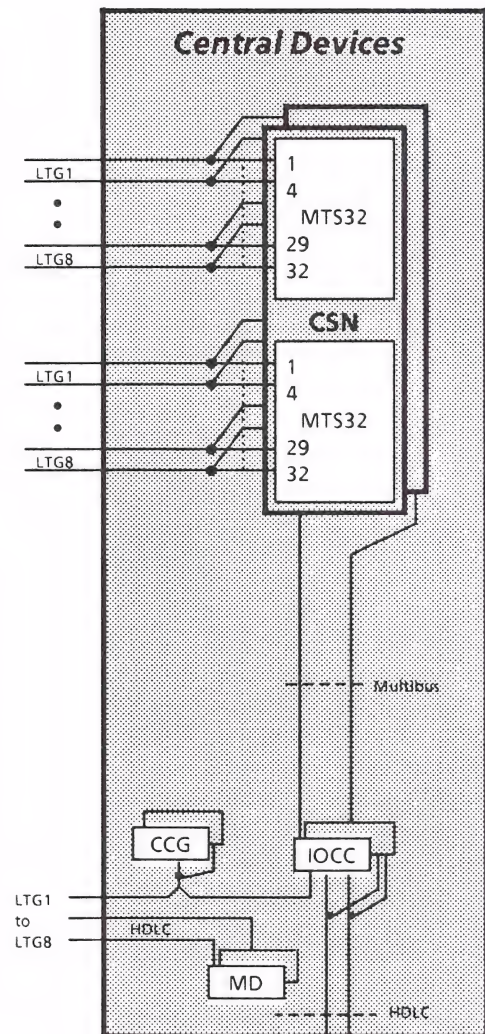 Central Devices
LTG1
1
4
MTS32
LTG8
29
32
CSN
LTG1
1
4
MTS32
LTG8
29
32
Multibus
CCG
IOCC
LTG1
to
LTG8
HDLC
MD
HDLC